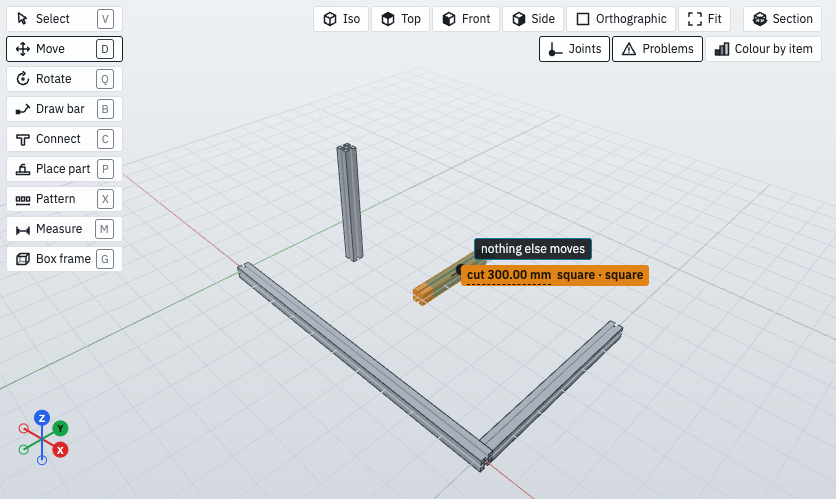 Select V
Move D
Rotate Q
Draw bar B
Connect C
Place part P
Pattern X
Measure M
Box frame G
Iso Top Front Side Orthographic Fit Section
Joints Problems Colour by item
nothing else moves
cut 300.00 mm square · square
Z
Y
X